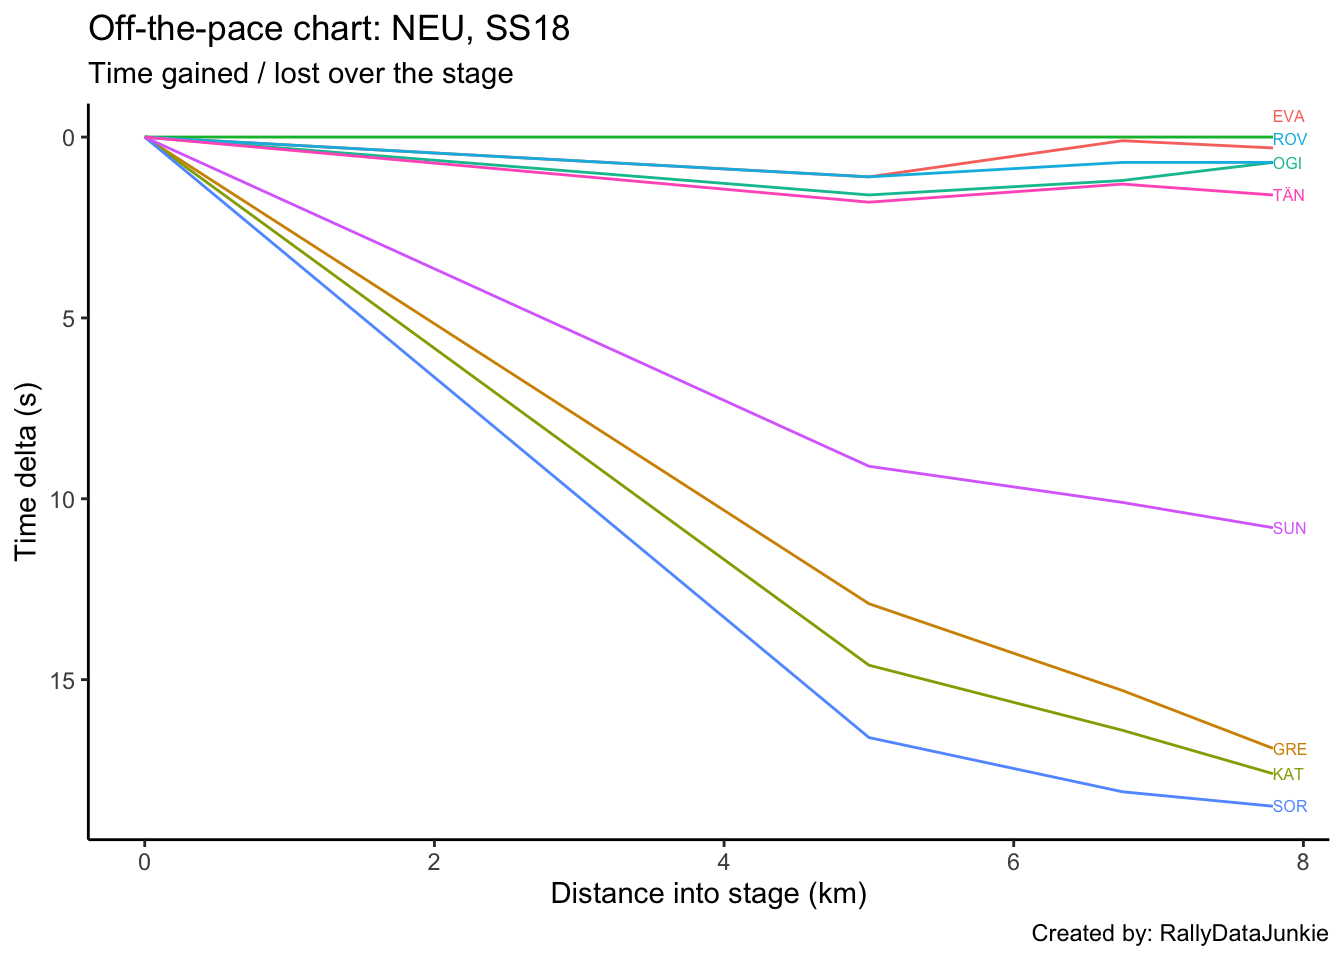 Off-the-pace chart: NEU, SS18
Time gained / lost over the stage
Time delta (s)
0
5
10
15
EVA
ROV
OGI
TÄN
SUN
GRE
KAT
SOR
0 2 4 6 8
Distance into stage (km)
Created by: RallyDataJunkie